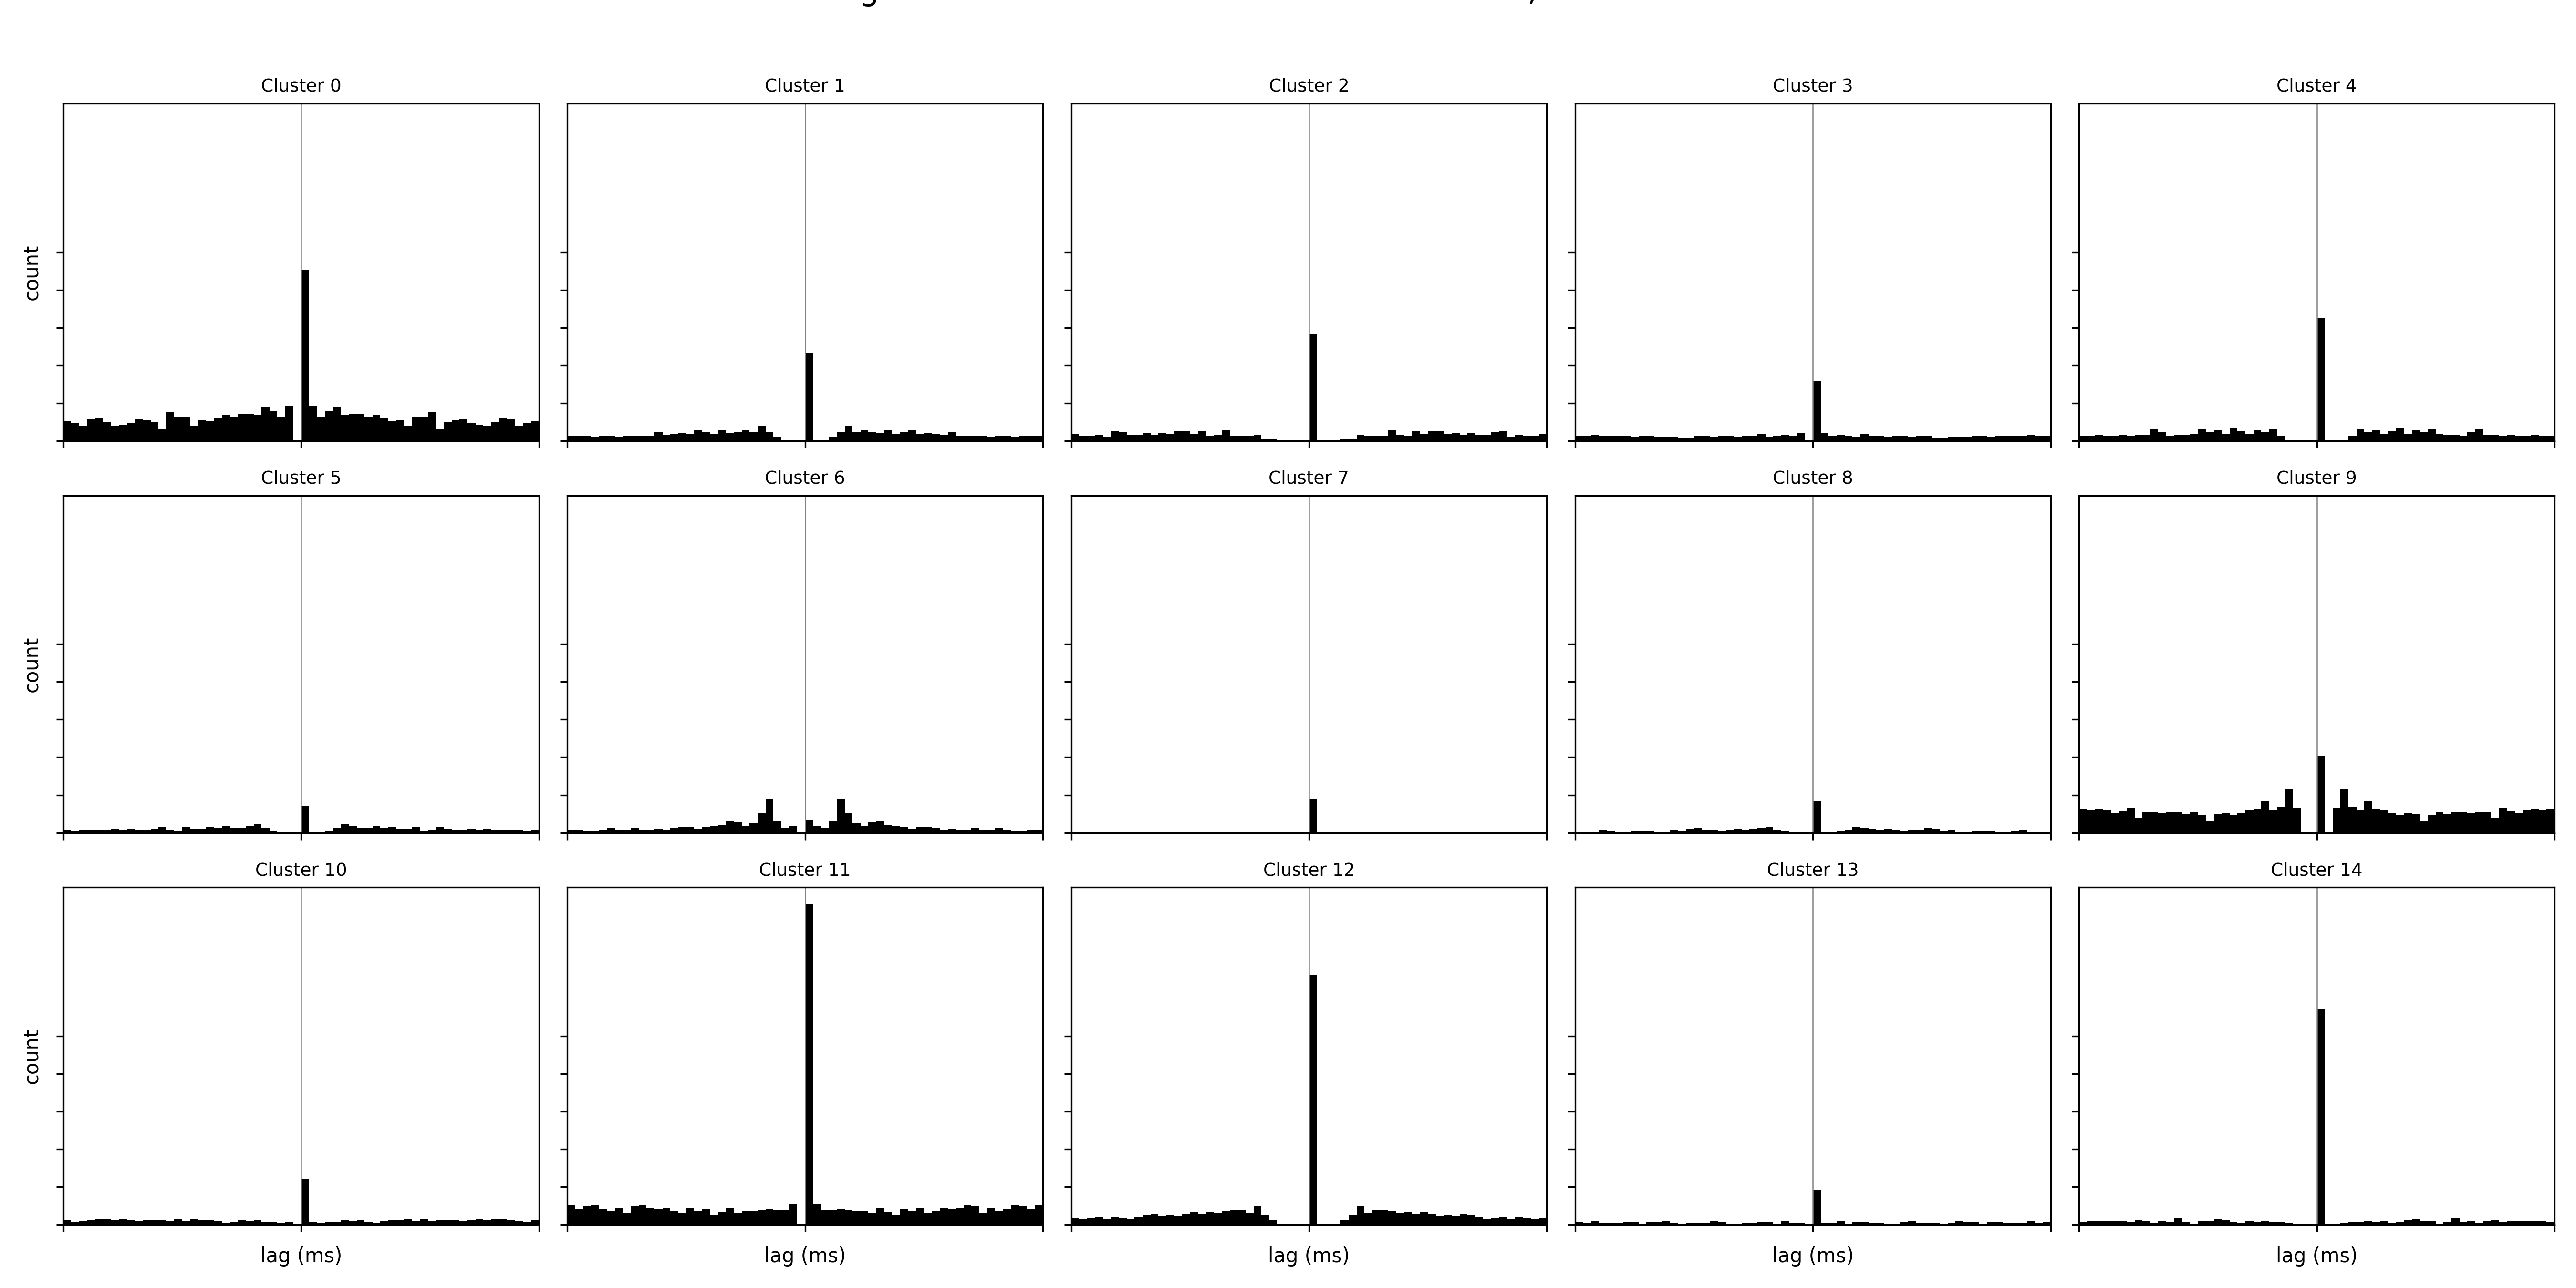 Cluster 0 Cluster 1 Cluster 2 Cluster 3 Cluster 4
count
Cluster 5 Cluster 6 Cluster 7 Cluster 8 Cluster 9
count
Cluster 10 Cluster 11 Cluster 12 Cluster 13 Cluster 14
count
lag (ms) lag (ms) lag (ms) lag (ms) lag (ms)